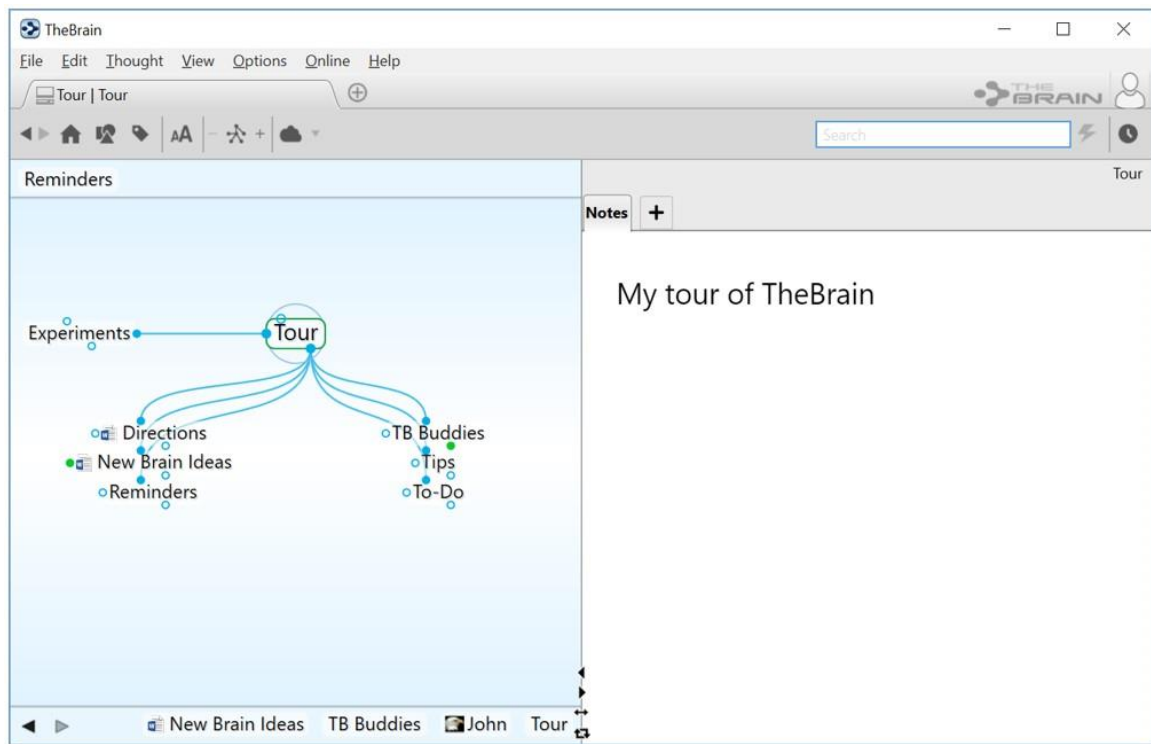 TheBrain
File Edit Thought View Options Online Help
Tour | Tour
THE BRAIN
AA
Search
Reminders
Tour
Notes +
My tour of TheBrain
Experiments
Tour
Directions
TB Buddies
New Brain Ideas
Tips
Reminders
To-Do
New Brain Ideas TB Buddies John Tour